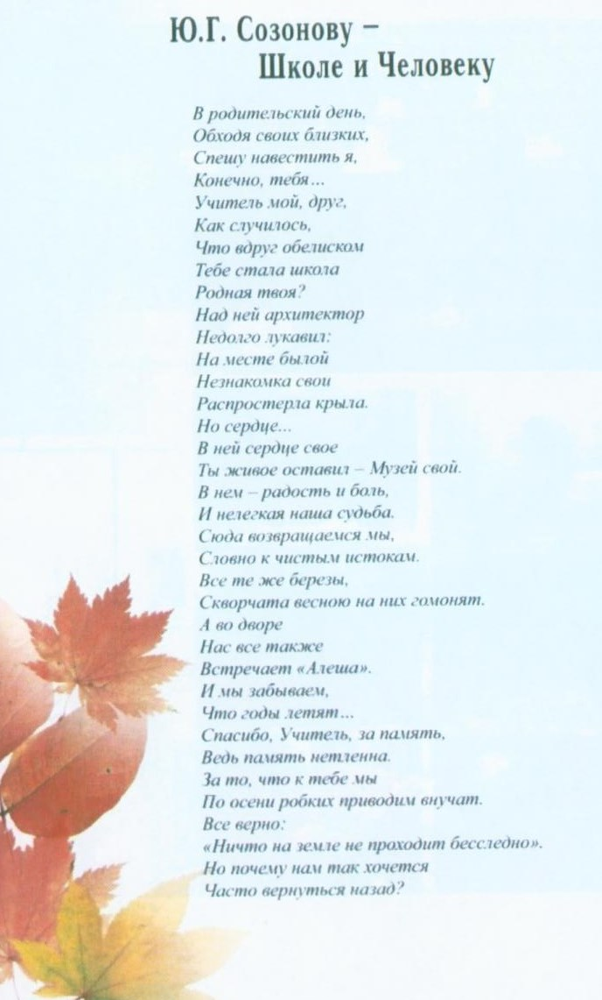 Ю.Г. Созонову –
Школе и Человеку
В родительский день,
Обходя своих близких,
Спешу навестить я,
Конечно, тебя...
Учитель мой, друг,
Как случилось,
Что вдруг обелиском
Тебе стала школа
Родная твоя?
Над ней архитектор
Недолго лукавил:
На месте былой
Незнакомка свои
Распростерла крыла.
Но сердце...
В ней сердце свое
Ты живое оставил – Музей свой.
В нем – радость и боль,
И нелегкая наша судьба.
Сюда возвращаемся мы,
Словно к чистым истокам.
Все те же березы,
Скворчата весною на них гомонят.
А во дворе
Нас все также
Встречает «Алеша».
И мы забываем,
Что годы летят...
Спасибо, Учитель, за память,
Ведь память нетленна.
За то, что к тебе мы
По осени робких приводим внучат.
Все верно:
«Ничто на земле не проходит бесследно».
Но почему нам так хочется
Часто вернуться назад?